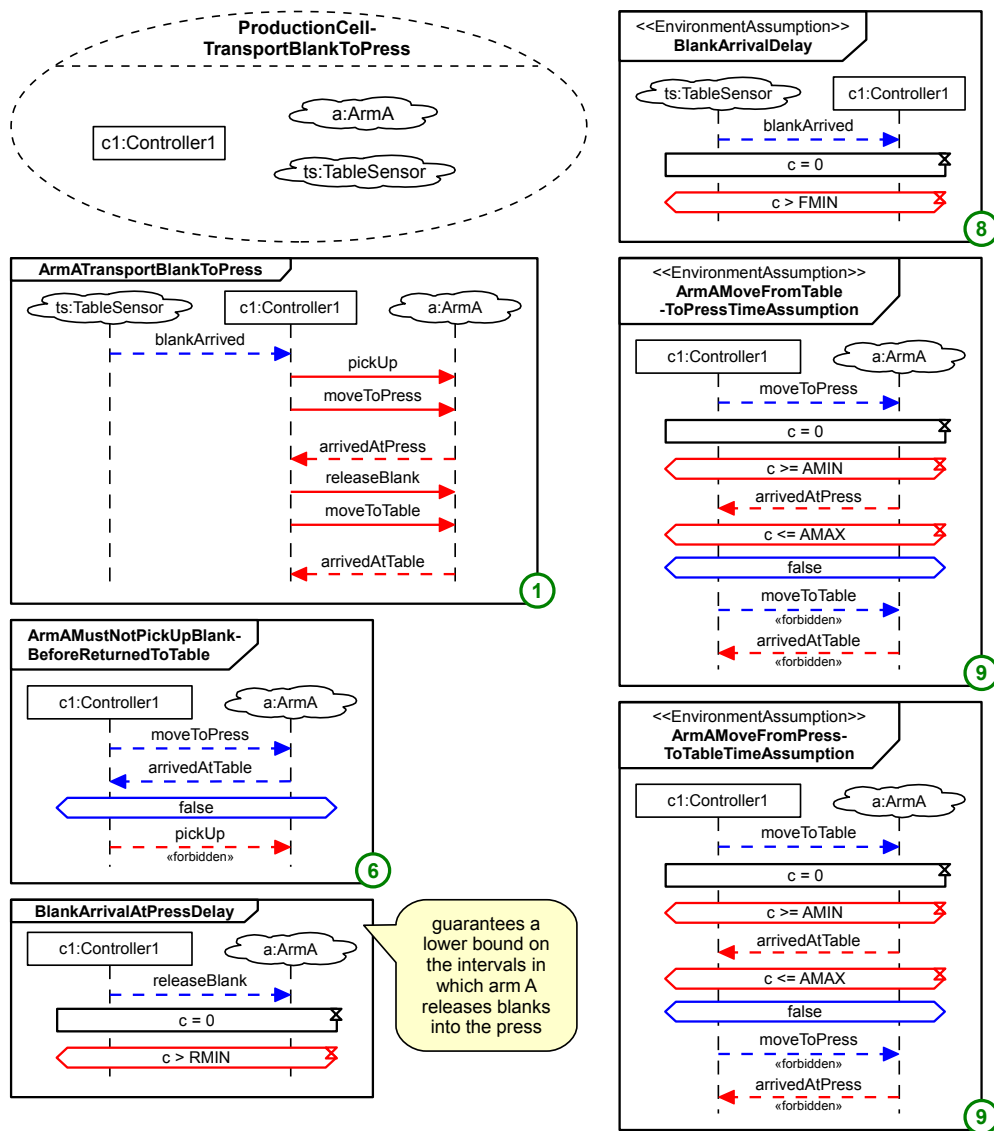 ProductionCell-
TransportBlankToPress
a:ArmA
c1:Controller1
ts:TableSensor
ArmATransportBlankToPress
ts:TableSensor
c1:Controller1
a:ArmA
blankArrived
pickUp
moveToPress
arrivedAtPress
releaseBlank
moveToTable
arrivedAtTable
1
ArmAMustNotPickUpBlank-
BeforeReturnedToTable
c1:Controller1
a:ArmA
moveToPress
arrivedAtTable
false
pickUp
«forbidden»
6
BlankArrivalAtPressDelay
c1:Controller1
a:ArmA
releaseBlank
c = 0
c > RMIN
guarantees a
lower bound on
the intervals in
which arm A
releases blanks
into the press
<<EnvironmentAssumption>>
BlankArrivalDelay
ts:TableSensor
c1:Controller1
blankArrived
c = 0
c > FMIN
8
<<EnvironmentAssumption>>
ArmAMoveFromTable
-ToPressTimeAssumption
c1:Controller1
a:ArmA
moveToPress
c = 0
c >= AMIN
arrivedAtPress
c <= AMAX
false
moveToTable
«forbidden»
arrivedAtTable
«forbidden»
9
<<EnvironmentAssumption>>
ArmAMoveFromPress-
ToTableTimeAssumption
c1:Controller1
a:ArmA
moveToTable
c = 0
c >= AMIN
arrivedAtTable
c <= AMAX
false
moveToPress
«forbidden»
arrivedAtPress
«forbidden»
9